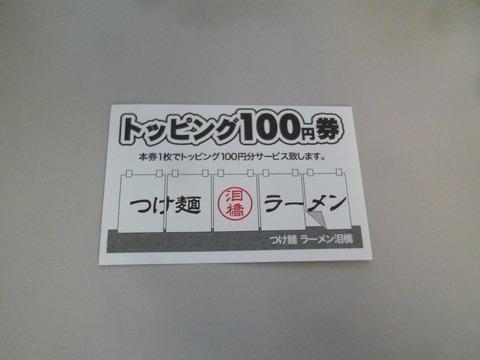 トッピング100円券
本券1枚でトッピング100円分サービス致します。
つけ麺 泪橋 ラーメン
つけ麺 ラーメン泪橋